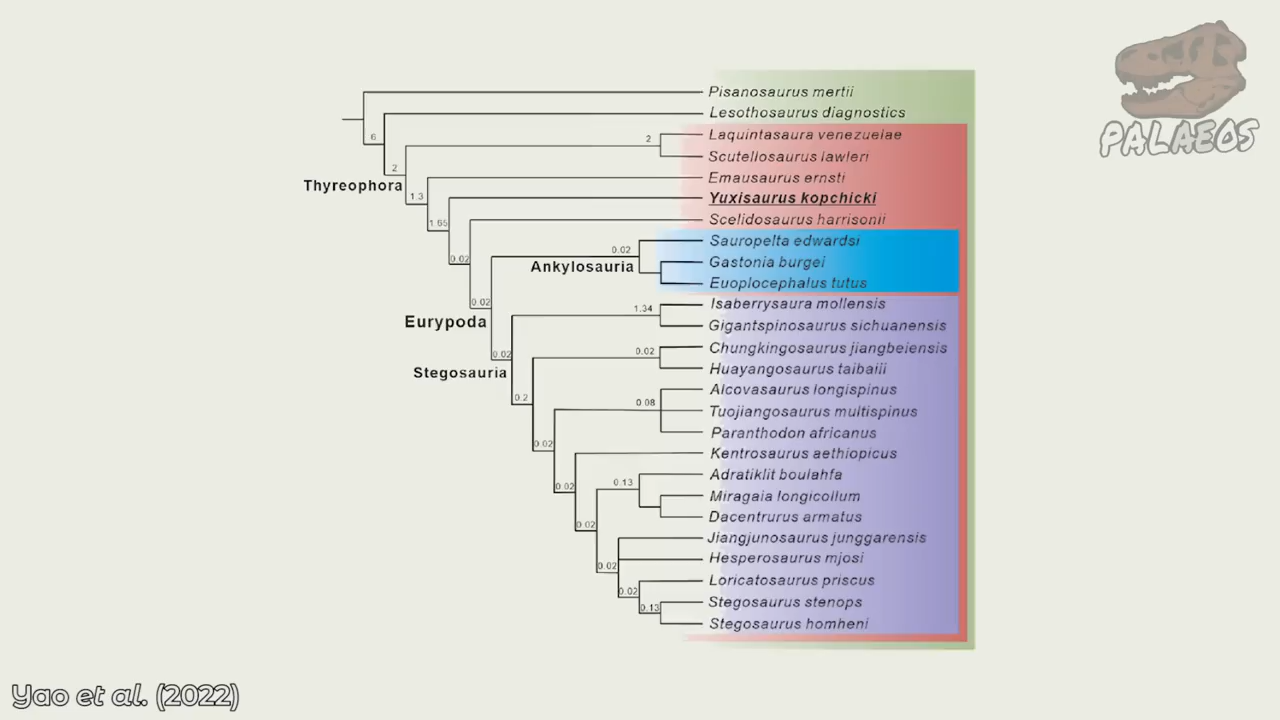 PALAEOS
Pisanosaurus mertii
Lesothosaurus diagnostics
6
Laquintasaura venezuelae
2
Scutellosaurus lawleri
2
Emausaurus ernsti
Thyreophora
1.3
Yuxisaurus kopchicki
1.65
Scelidosaurus harrisonii
Sauropelta edwardsi
0.02
0.02
Gastonia burgei
Ankylosauria
Euoplocephalus tutus
0.02
Isaberrysaura mollensis
1.34
Eurypoda
Gigantspinosaurus sichuanensis
0.02
Chungkingosaurus jiangbeiensis
0.02
Huayangosaurus taibaiii
Stegosauria
Alcovasaurus longispinus
0.2
0.08
Tuojiangosaurus multispinus
Paranthodon africanus
0.02
Kentrosaurus aethiopicus
Adratiklit boulahfa
0.02
0.13
Miragaia longicollum
Dacentrurus armatus
0.02
Jiangjunosaurus junggarensis
Hesperosaurus mjosi
0.02
Loricatosaurus priscus
0.02
Stegosaurus stenops
0.13
Stegosaurus homheni
Yao et al. (2022)